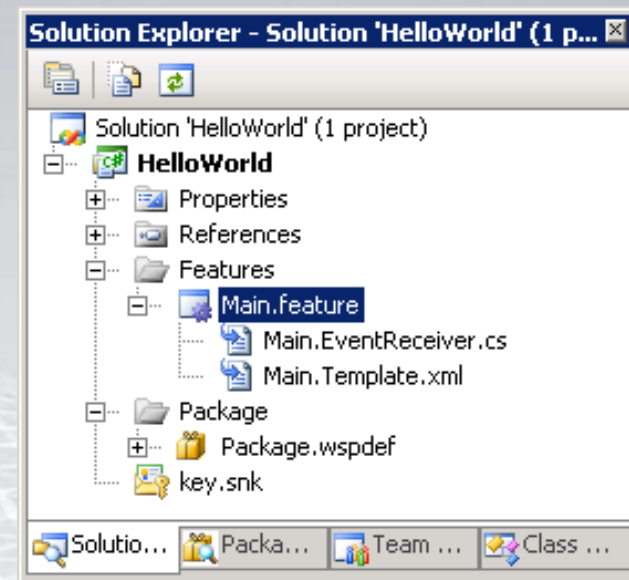 Solution Explorer - Solution 'HelloWorld' (1 p...
Solution 'HelloWorld' (1 project)
C#
HelloWorld
Properties
References
Features
Main.feature
Main.EventReceiver.cs
Main.Template.xml
Package
Package.wspdef
key.snk
Solutio... Packa... Team ... Class ...